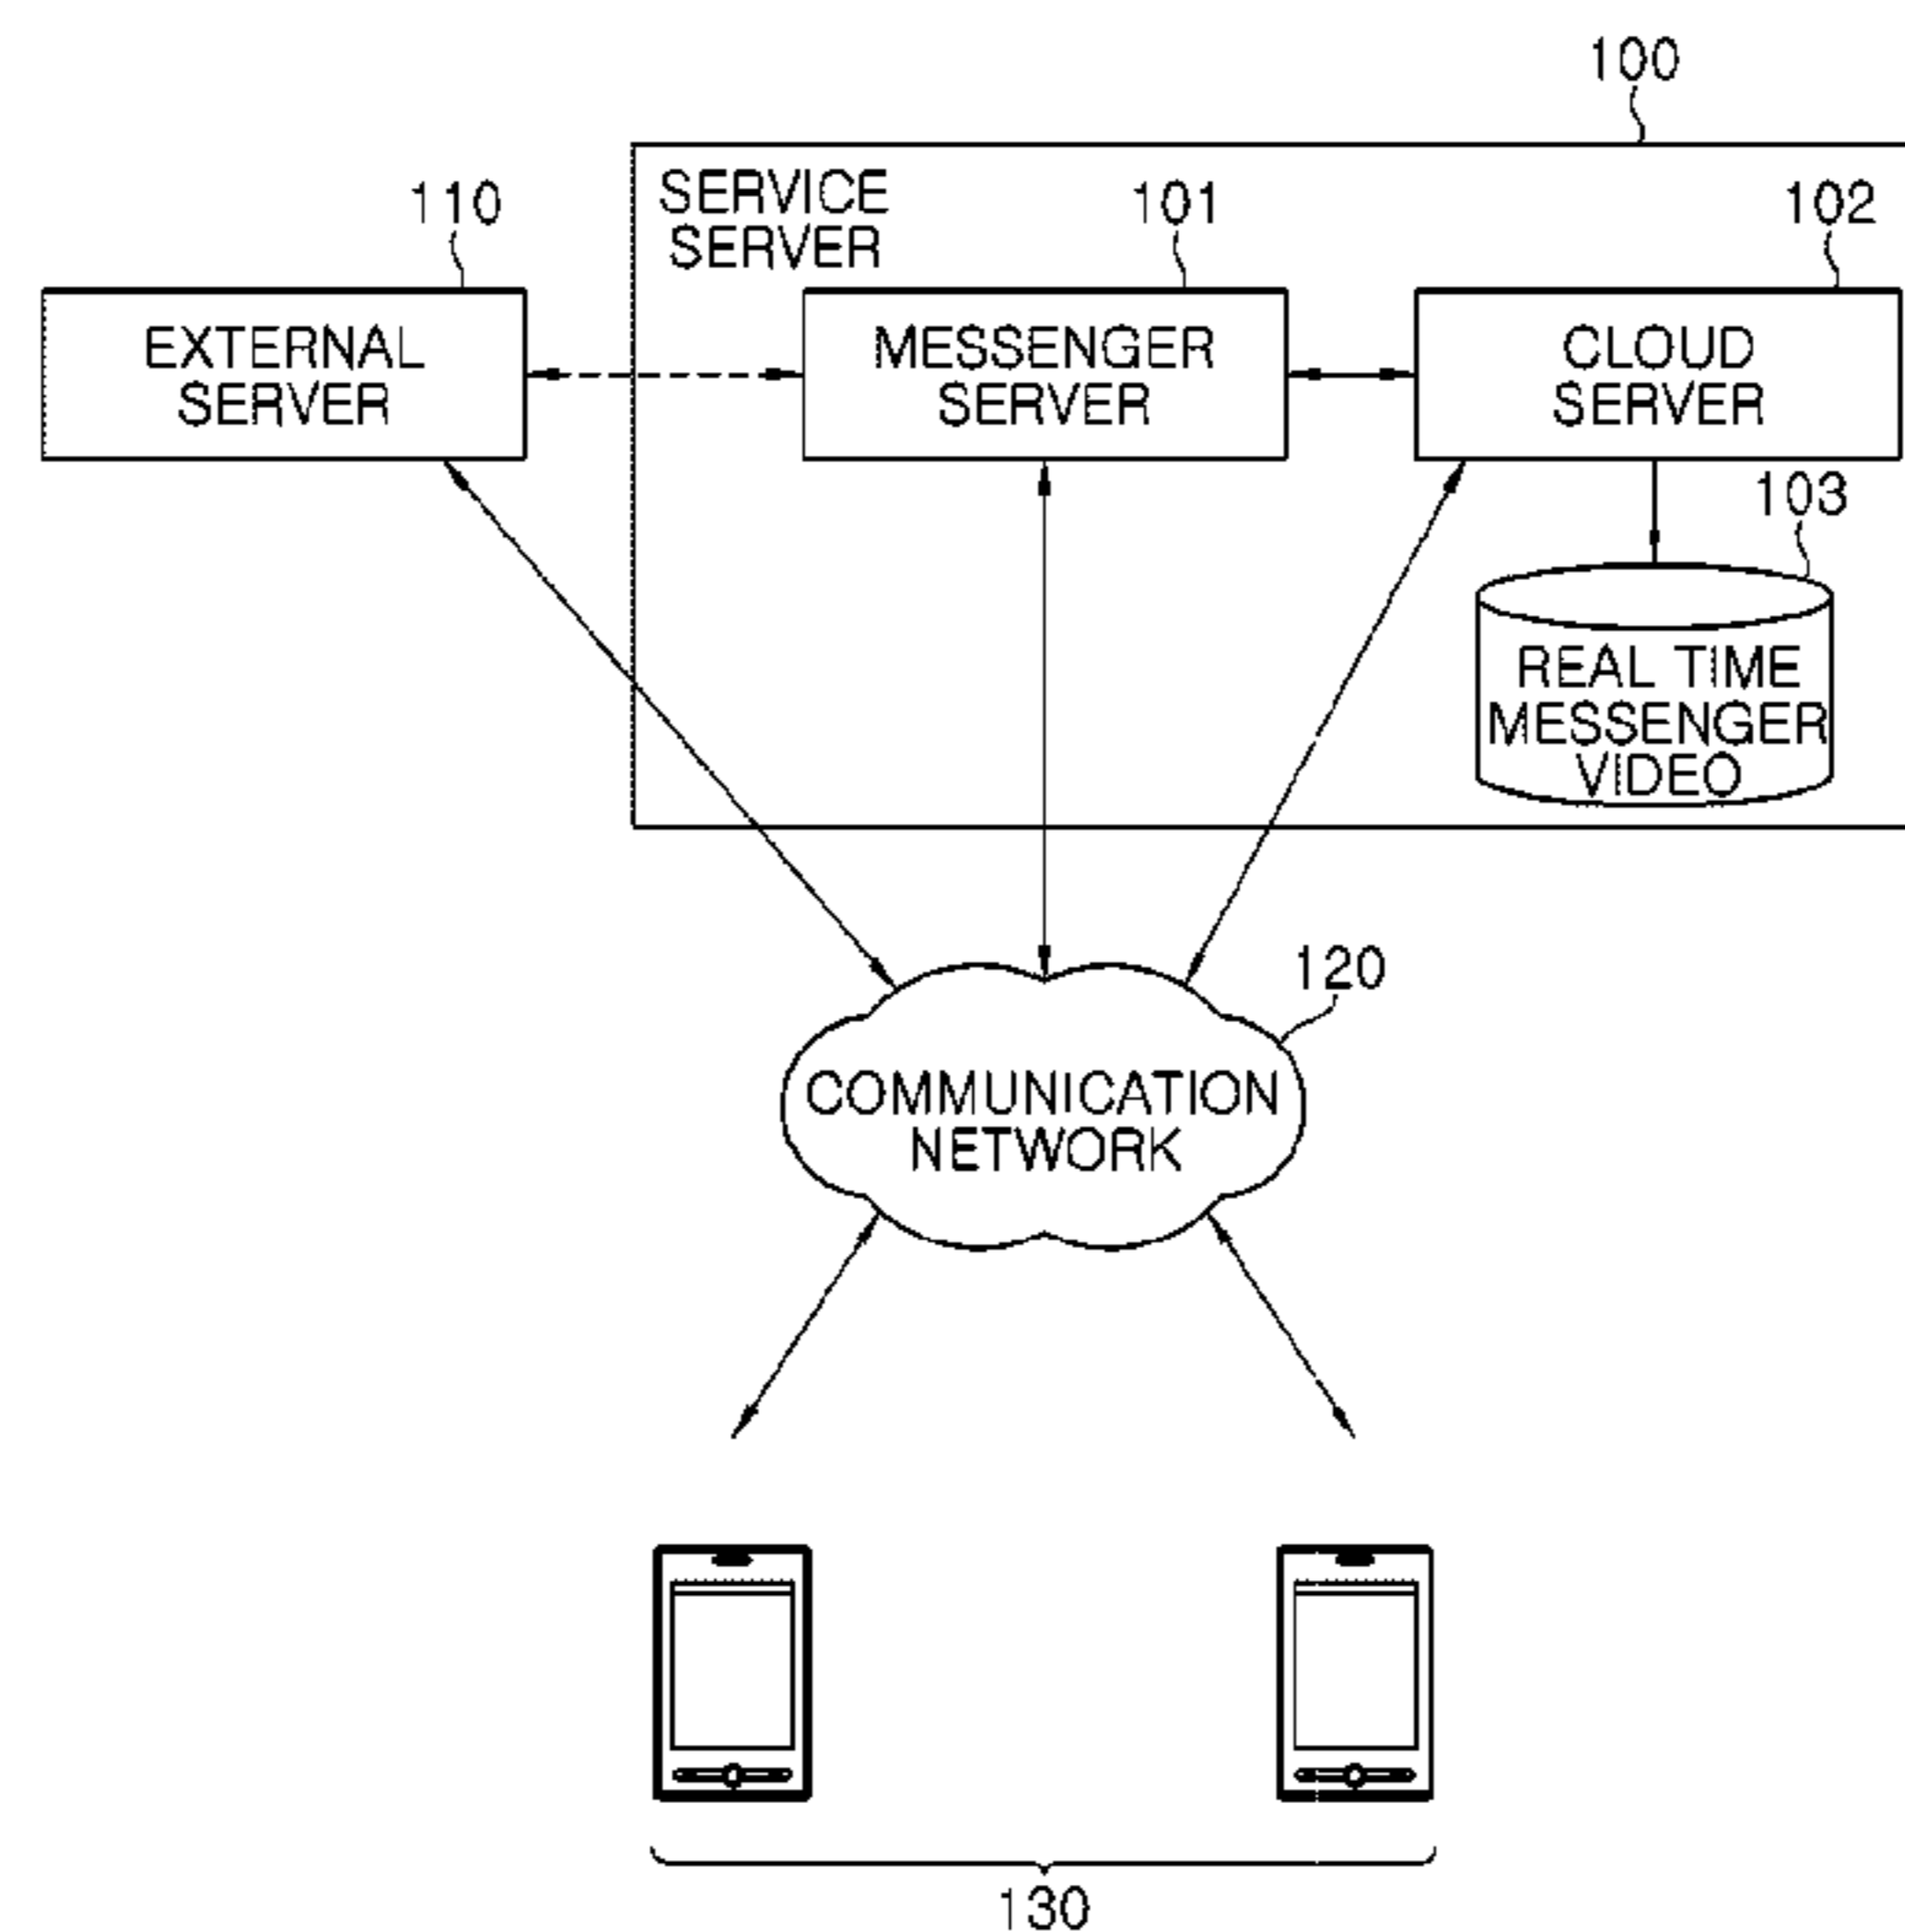 100
SERVICE
SERVER
110
101
102
EXTERNAL
SERVER
MESSENGER
SERVER
CLOUD
SERVER
103
REAL TIME
MESSENGER
VIDEO
120
COMMUNICATION
NETWORK
130